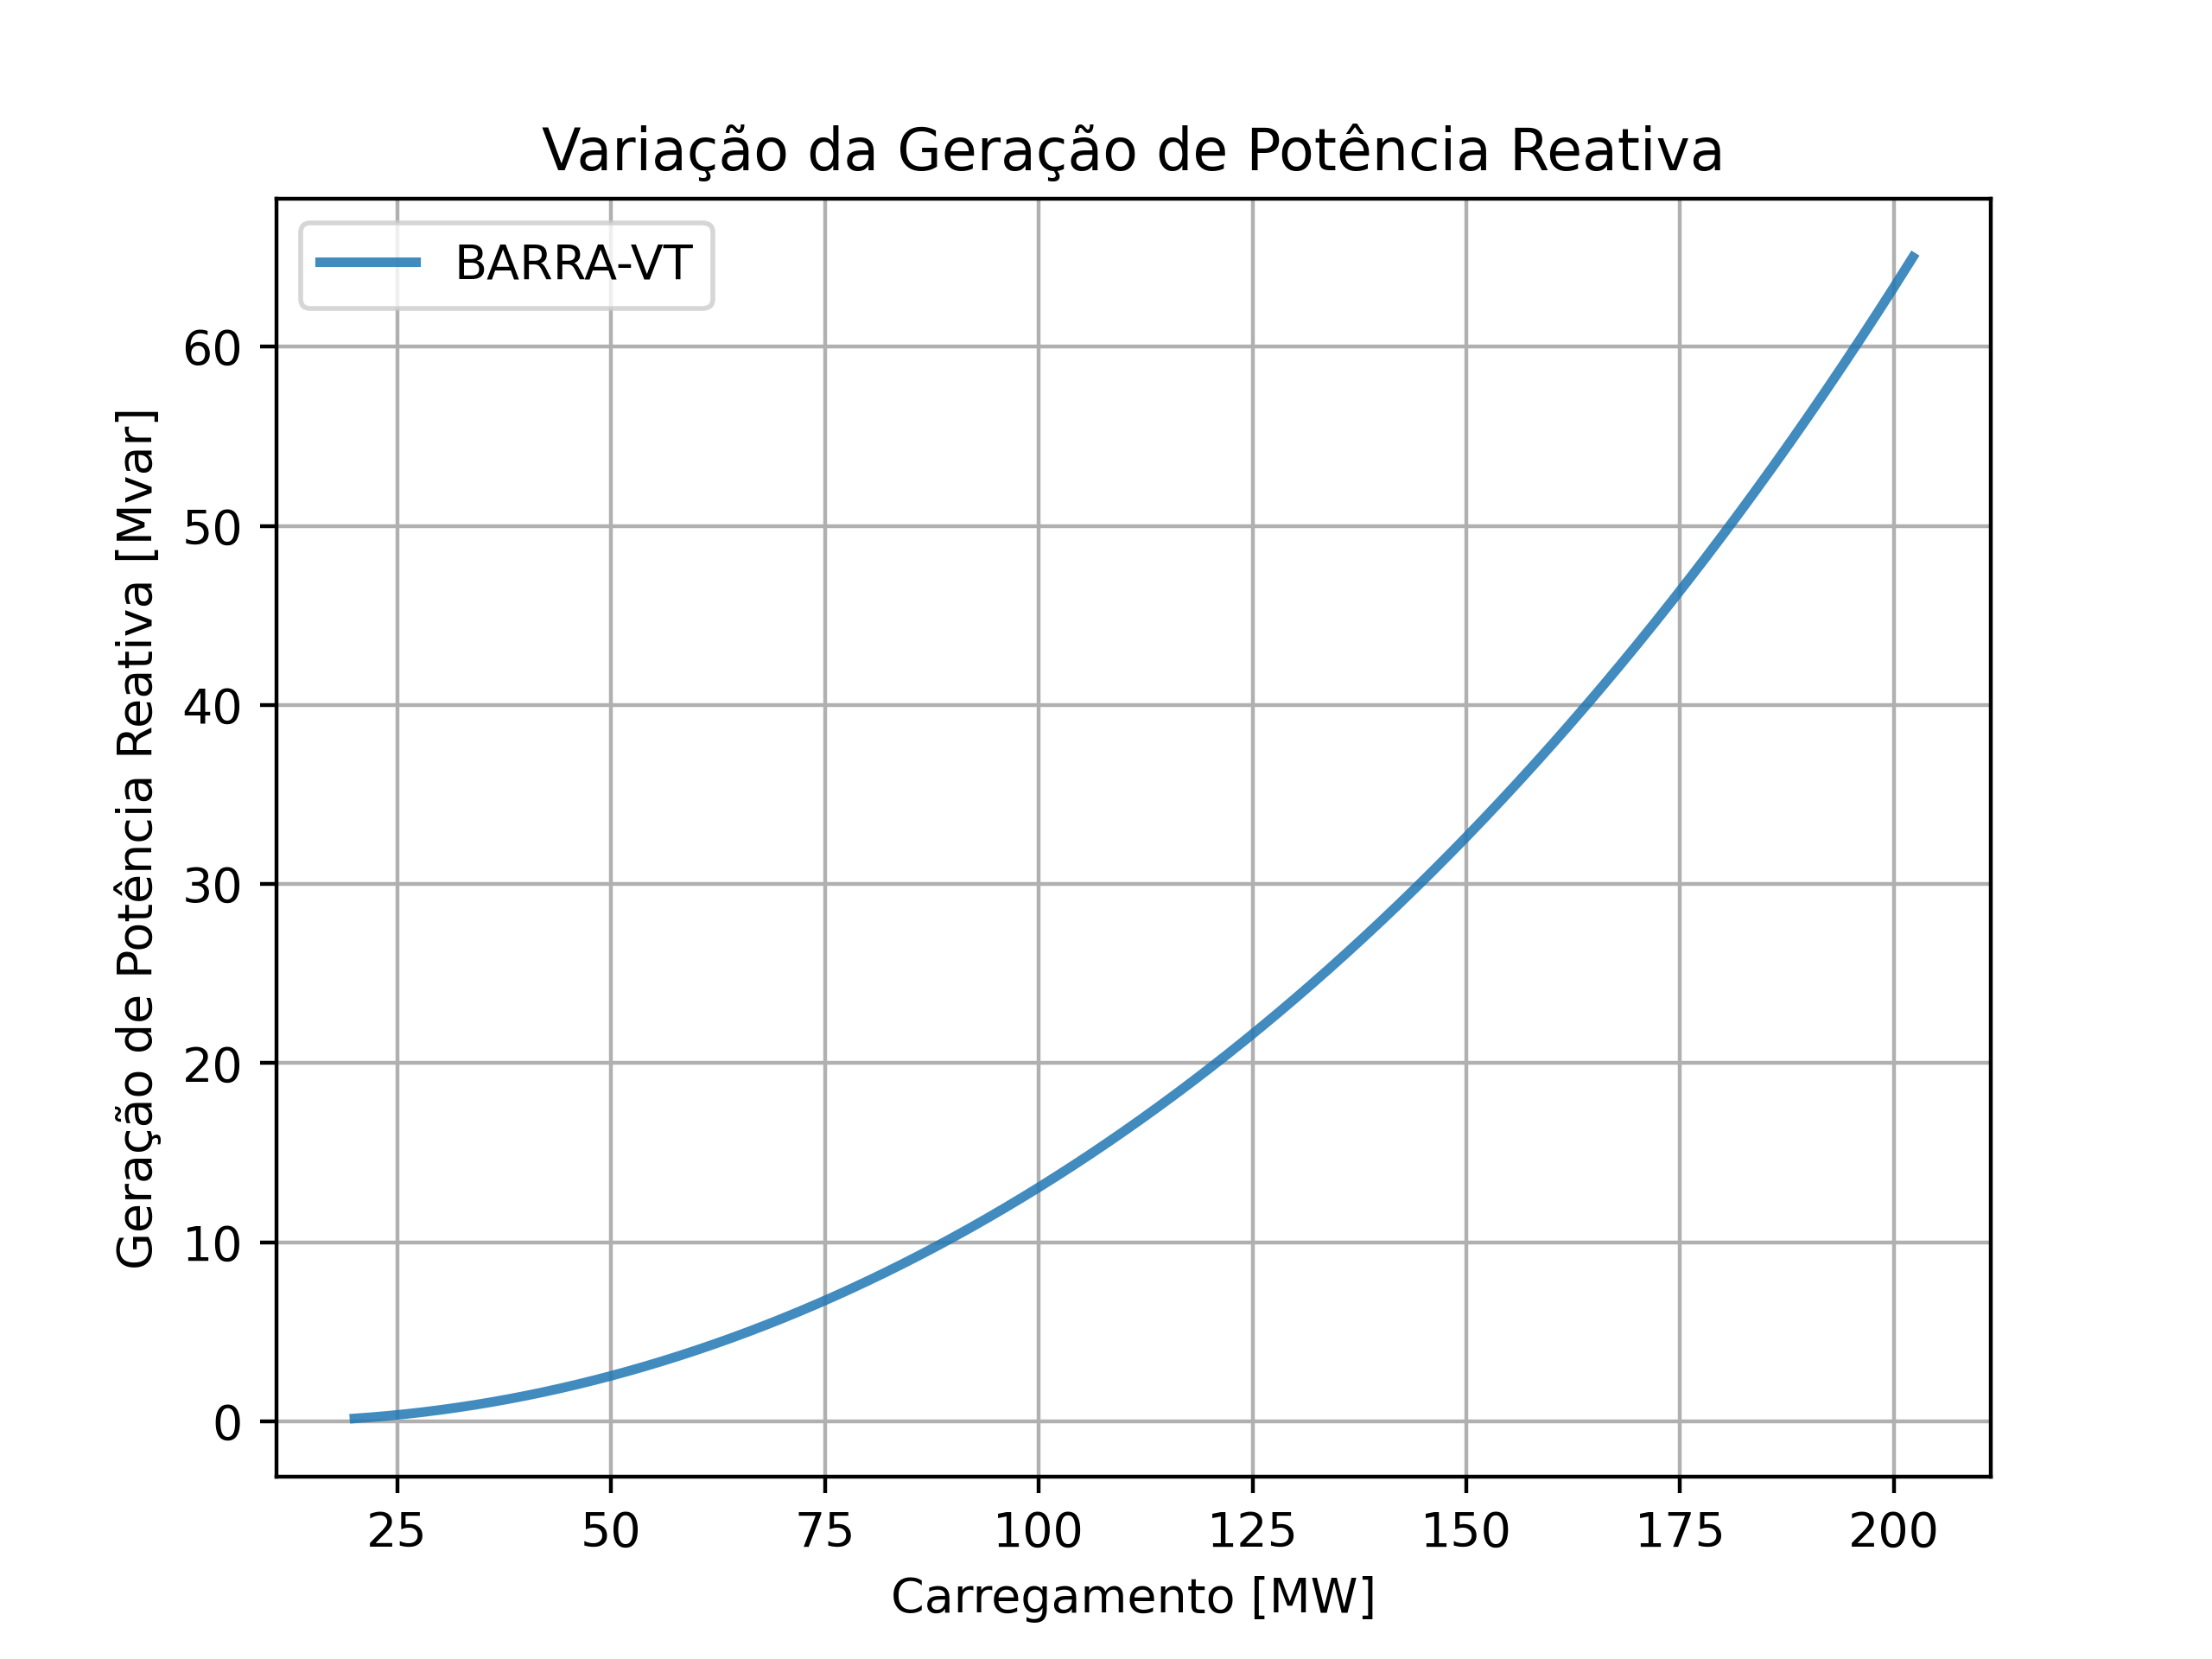 Variação da Geração de Potência Reativa
BARRA-VT
Geração de Potência Reativa [Mvar]
60
50
40
30
20
10
0
25 50 75 100 125 150 175 200
Carregamento [MW]